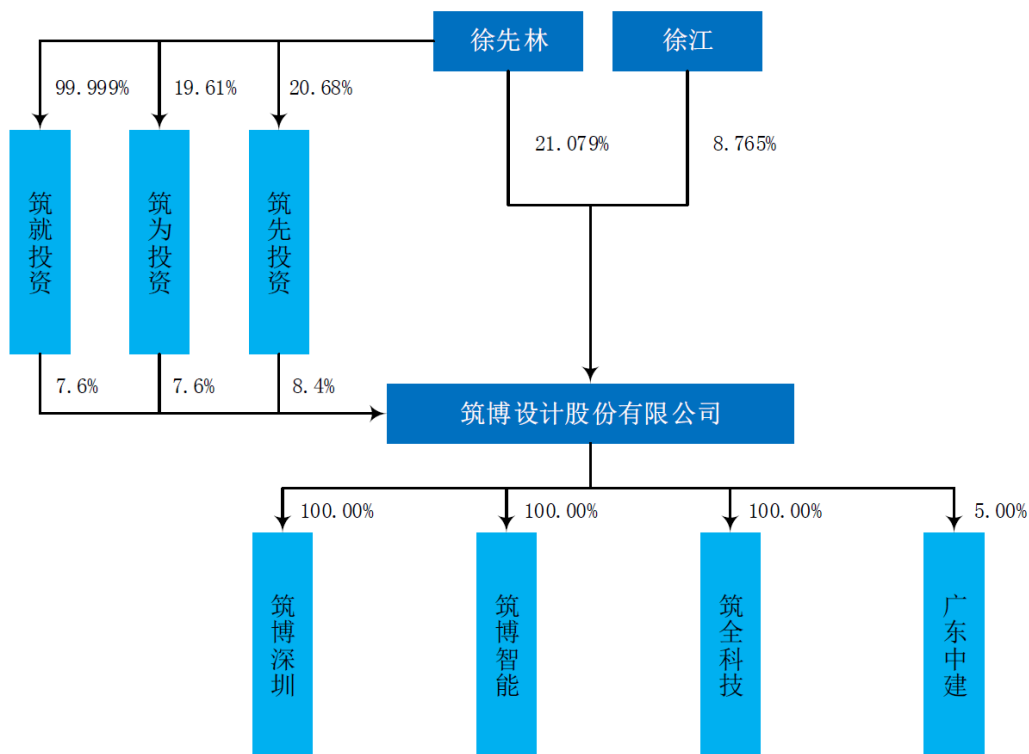 徐先林
徐江
99.999%
19.61%
20.68%
21.079%
8.765%
筑就投资
筑为投资
筑先投资
7.6%
7.6%
8.4%
筑博设计股份有限公司
100.00%
100.00%
100.00%
5.00%
筑博深圳
筑博智能
筑全科技
广东中建